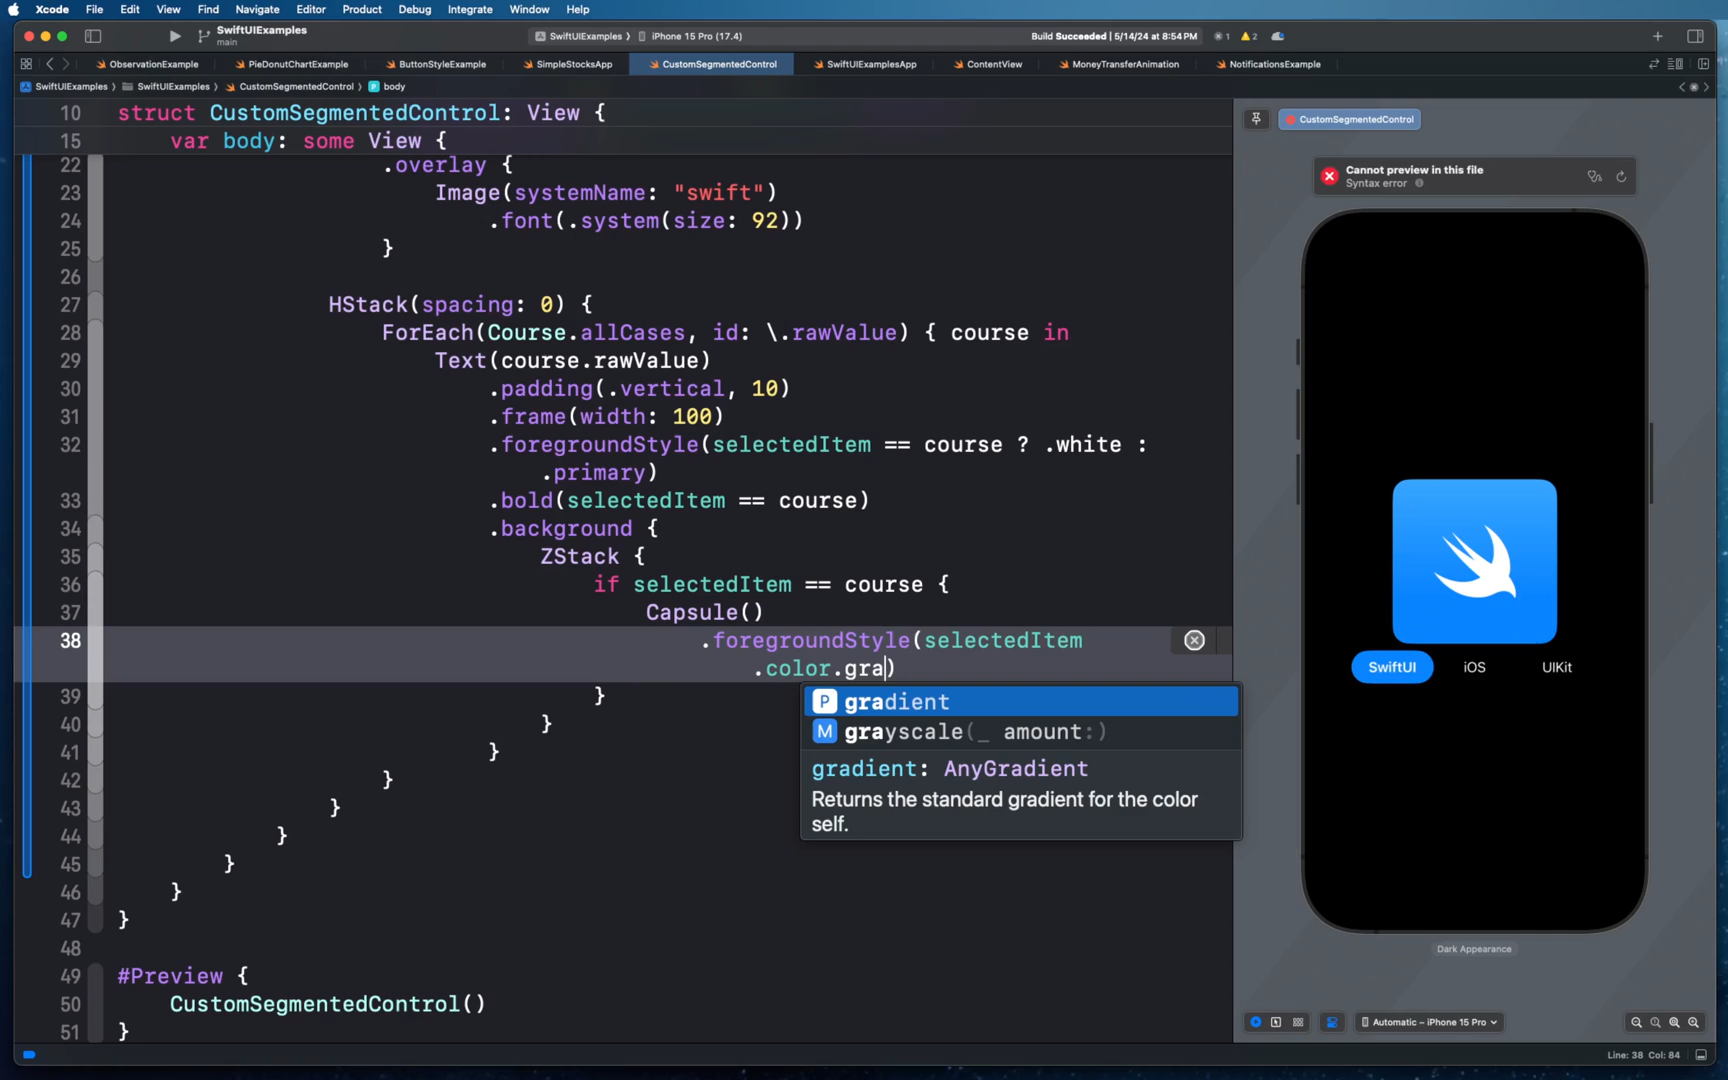 Xcode File Edit View Find Navigate Editor Product Debug Integrate Window Help
SwiftUIExamples
main
SwiftUIExamples iPhone 15 Pro (17.4)
Build Succeeded | 5/14/24 at 8:54 PM 1 2
ObservationExample PieDonutChartExample ButtonStyleExample SimpleStocksApp CustomSegmentedControl SwiftUIExamplesApp ContentView MoneyTransferAnimation NotificationsExample
SwiftUIExamples SwiftUIExamples CustomSegmentedControl P body
10 struct CustomSegmentedControl: View {
15 var body: some View {
22 .overlay {
23 Image(systemName: "swift")
24 .font(.system(size: 92))
25 }
26
27 HStack(spacing: 0) {
28 ForEach(Course.allCases, id: \.rawValue) { course in
29 Text(course.rawValue)
30 .padding(.vertical, 10)
31 .frame(width: 100)
32 .foregroundStyle(selectedItem == course ? .white :
.primary)
33 .bold(selectedItem == course)
34 .background {
35 ZStack {
36 if selectedItem == course {
37 Capsule()
38 .foregroundStyle(selectedItem
.color.gra)
39 }
40 }
41 }
42 }
43 }
44 }
45 }
46 }
47 }
48
49 #Preview {
50 CustomSegmentedControl()
51 }
P gradient
M grayscale(_ amount:)
gradient: AnyGradient
Returns the standard gradient for the color
self.
CustomSegmentedControl
Cannot preview in this file
Syntax error
SwiftUI iOS UIKit
Dark Appearance
Automatic – iPhone 15 Pro
Line: 38 Col: 84